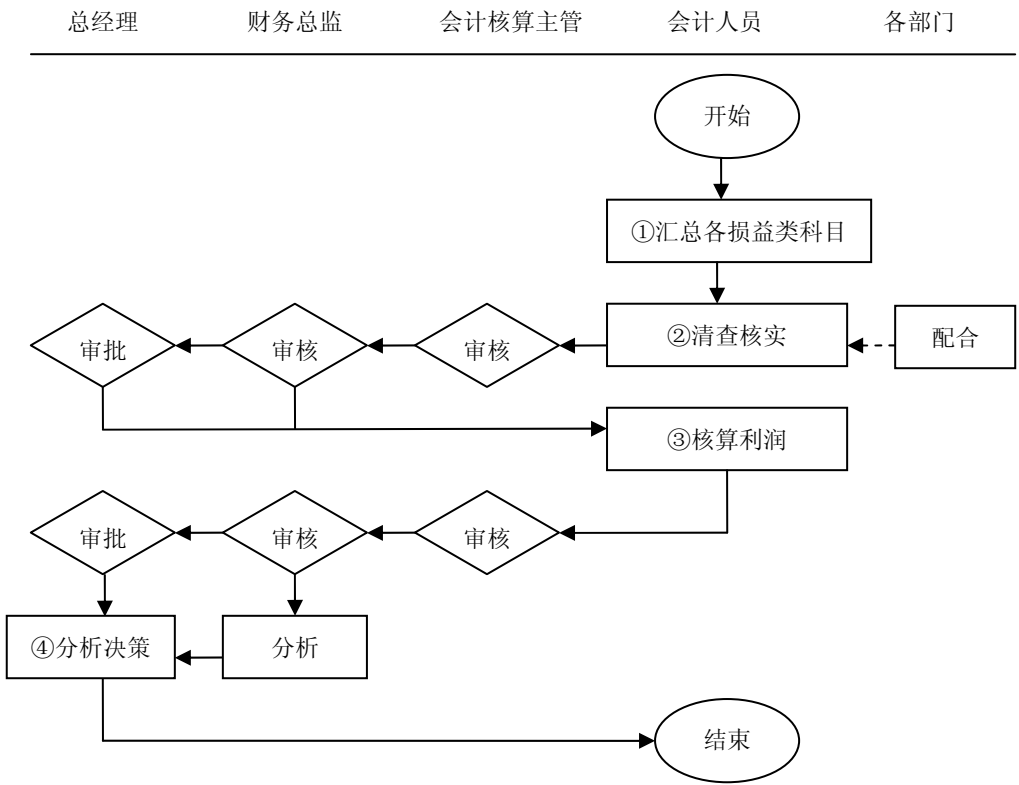 总经理 财务总监 会计核算主管 会计人员 各部门
开始
①汇总各损益类科目
审批 审核 审核 ②清查核实 配合
③核算利润
审批 审核 审核
④分析决策 分析
结束